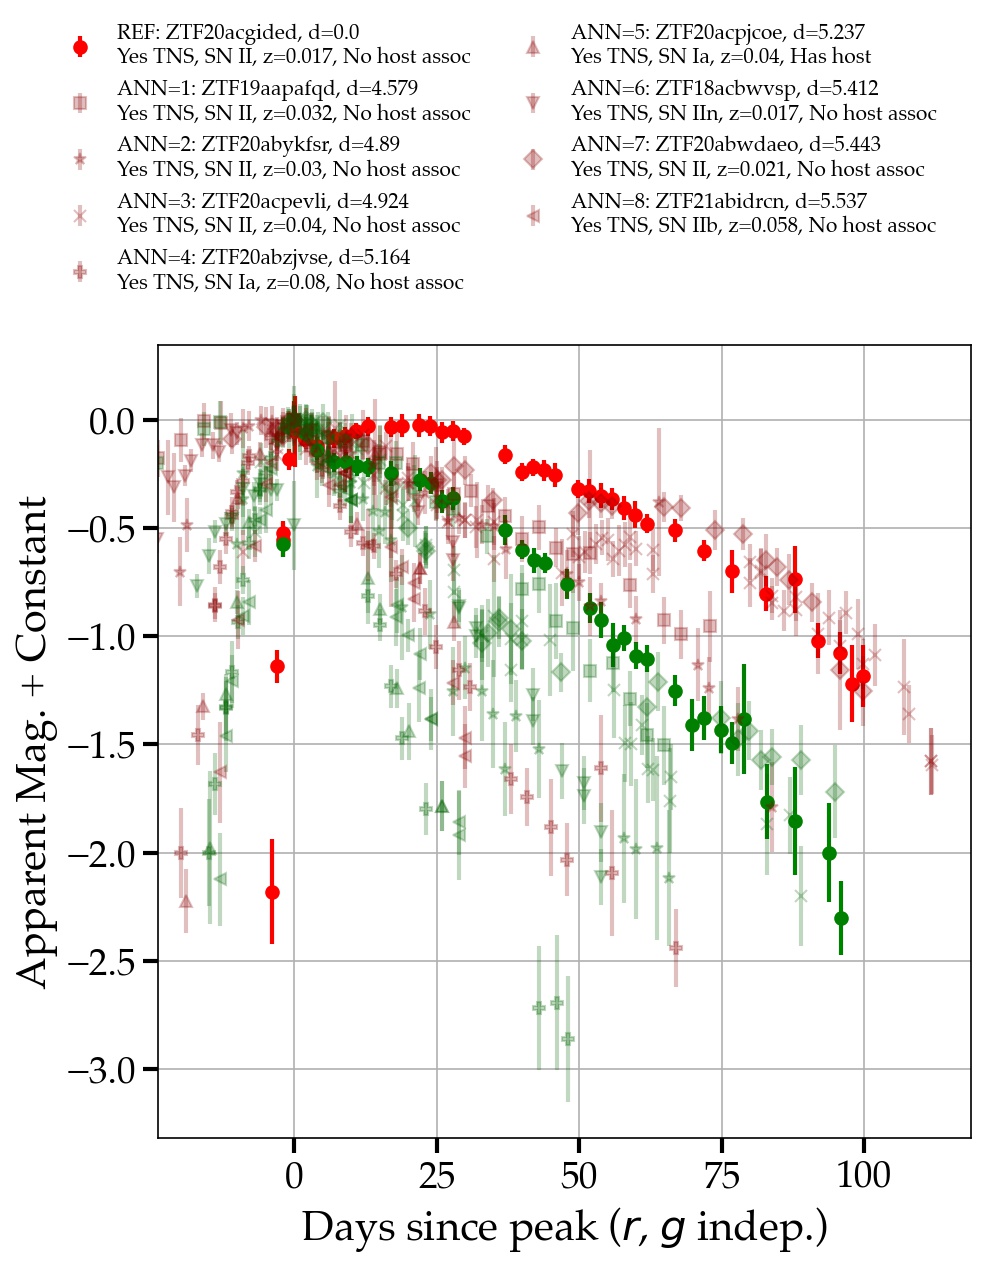 REF: ZTF20acgided, d=0.0
Yes TNS, SN II, z=0.017, No host assoc
ANN=1: ZTF19aapafqd, d=4.579
Yes TNS, SN II, z=0.032, No host assoc
ANN=2: ZTF20abykfsr, d=4.89
Yes TNS, SN II, z=0.03, No host assoc
ANN=3: ZTF20acpevli, d=4.924
Yes TNS, SN II, z=0.04, No host assoc
ANN=4: ZTF20abzjvse, d=5.164
Yes TNS, SN Ia, z=0.08, No host assoc
ANN=5: ZTF20acpjcoe, d=5.237
Yes TNS, SN Ia, z=0.04, Has host
ANN=6: ZTF18acbwvsp, d=5.412
Yes TNS, SN IIn, z=0.017, No host assoc
ANN=7: ZTF20abwdaeo, d=5.443
Yes TNS, SN II, z=0.021, No host assoc
ANN=8: ZTF21abidrcn, d=5.537
Yes TNS, SN IIb, z=0.058, No host assoc
Apparent Mag. + Constant
0.0
−0.5
−1.0
−1.5
−2.0
−2.5
−3.0
0 25 50 75 100
Days since peak (r, g indep.)